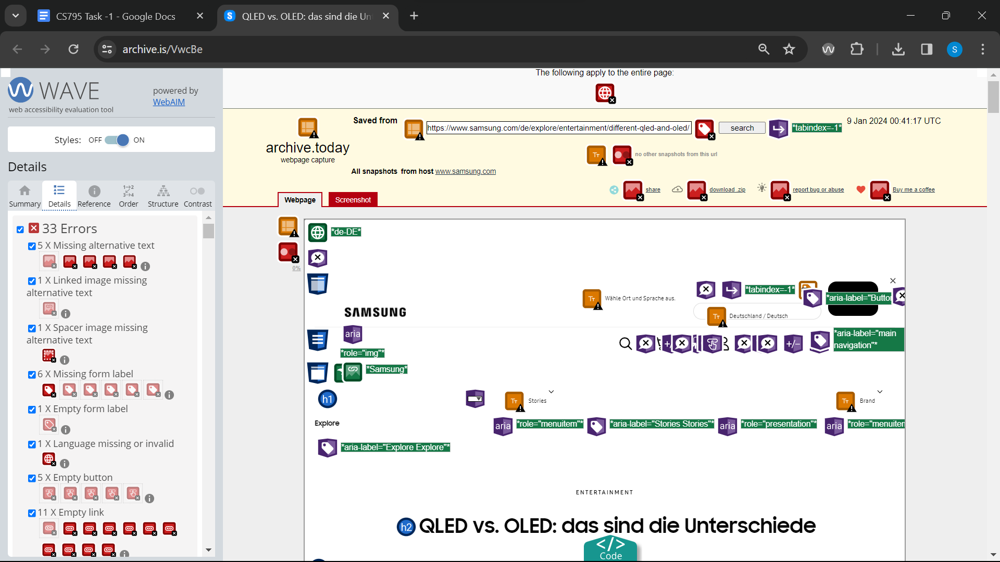 CS795 Task -1 - Google Docs
QLED vs. OLED: das sind die Un
archive.is/VwcBe
S
WAVE
web accessibility evaluation tool
powered by
WebAIM
Styles: OFF ON
Details
Summary Details Reference Order Structure Contrast
33 Errors
5 X Missing alternative text
1 X Linked image missing
alternative text
1 X Spacer image missing
alternative text
6 X Missing form label
1 X Empty form label
1 X Language missing or invalid
5 X Empty button
11 X Empty link
The following apply to the entire page:
archive.today
webpage capture
Saved from
https://www.samsung.com/de/explore/entertainment/different-qled-and-oled/
search
*tabindex=-1*
9 Jan 2024 00:41:17 UTC
no other snapshots from this url
All snapshots from host www.samsung.com
share download .zip report bug or abuse Buy me a coffee
Webpage Screenshot
0%
*de-DE*
Wähle Ort und Sprache aus.
*tabindex=-1*
*aria-label="Butto
Deutschland / Deutsch
SAMSUNG
aria
*role="img"*
*aria-label="main
navigation"*
*Samsung*
h1
Explore
Stories
Brand
aria *role="menuitem"* *aria-label="Stories Stories"* aria *role="presentation"* aria *role="menuiter
*aria-label="Explore Explore"*
ENTERTAINMENT
h2 QLED vs. OLED: das sind die Unterschiede
</>
Code